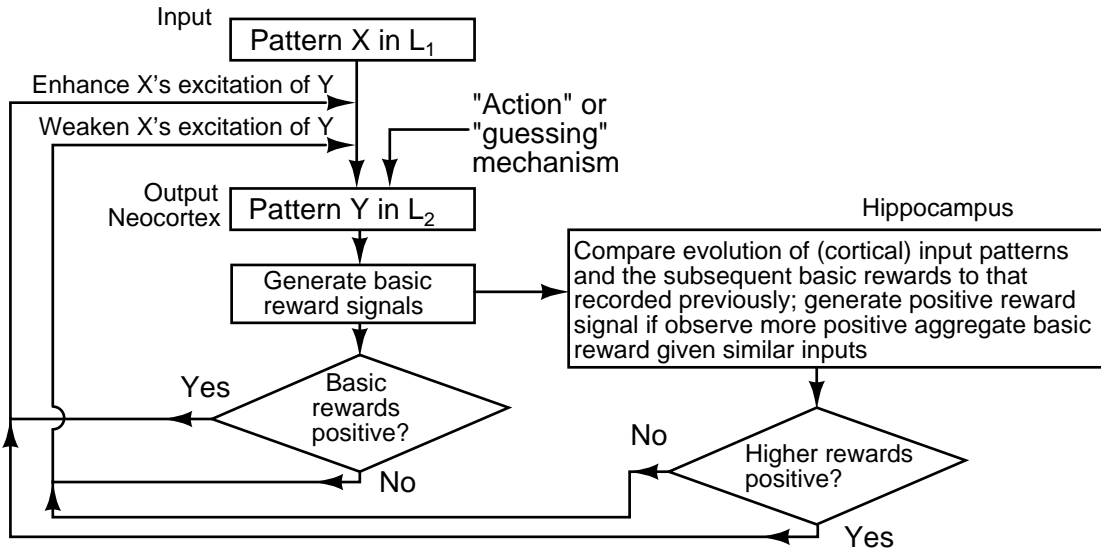 Input
Pattern X in L1
Enhance X's excitation of Y
Weaken X's excitation of Y
"Action" or
"guessing"
mechanism
Output
Neocortex
Pattern Y in L2
Hippocampus
Generate basic
reward signals
Compare evolution of (cortical) input patterns
and the subsequent basic rewards to that
recorded previously; generate positive reward
signal if observe more positive aggregate basic
reward given similar inputs
Yes
Basic
rewards
positive?
No
No
Higher rewards
positive?
Yes